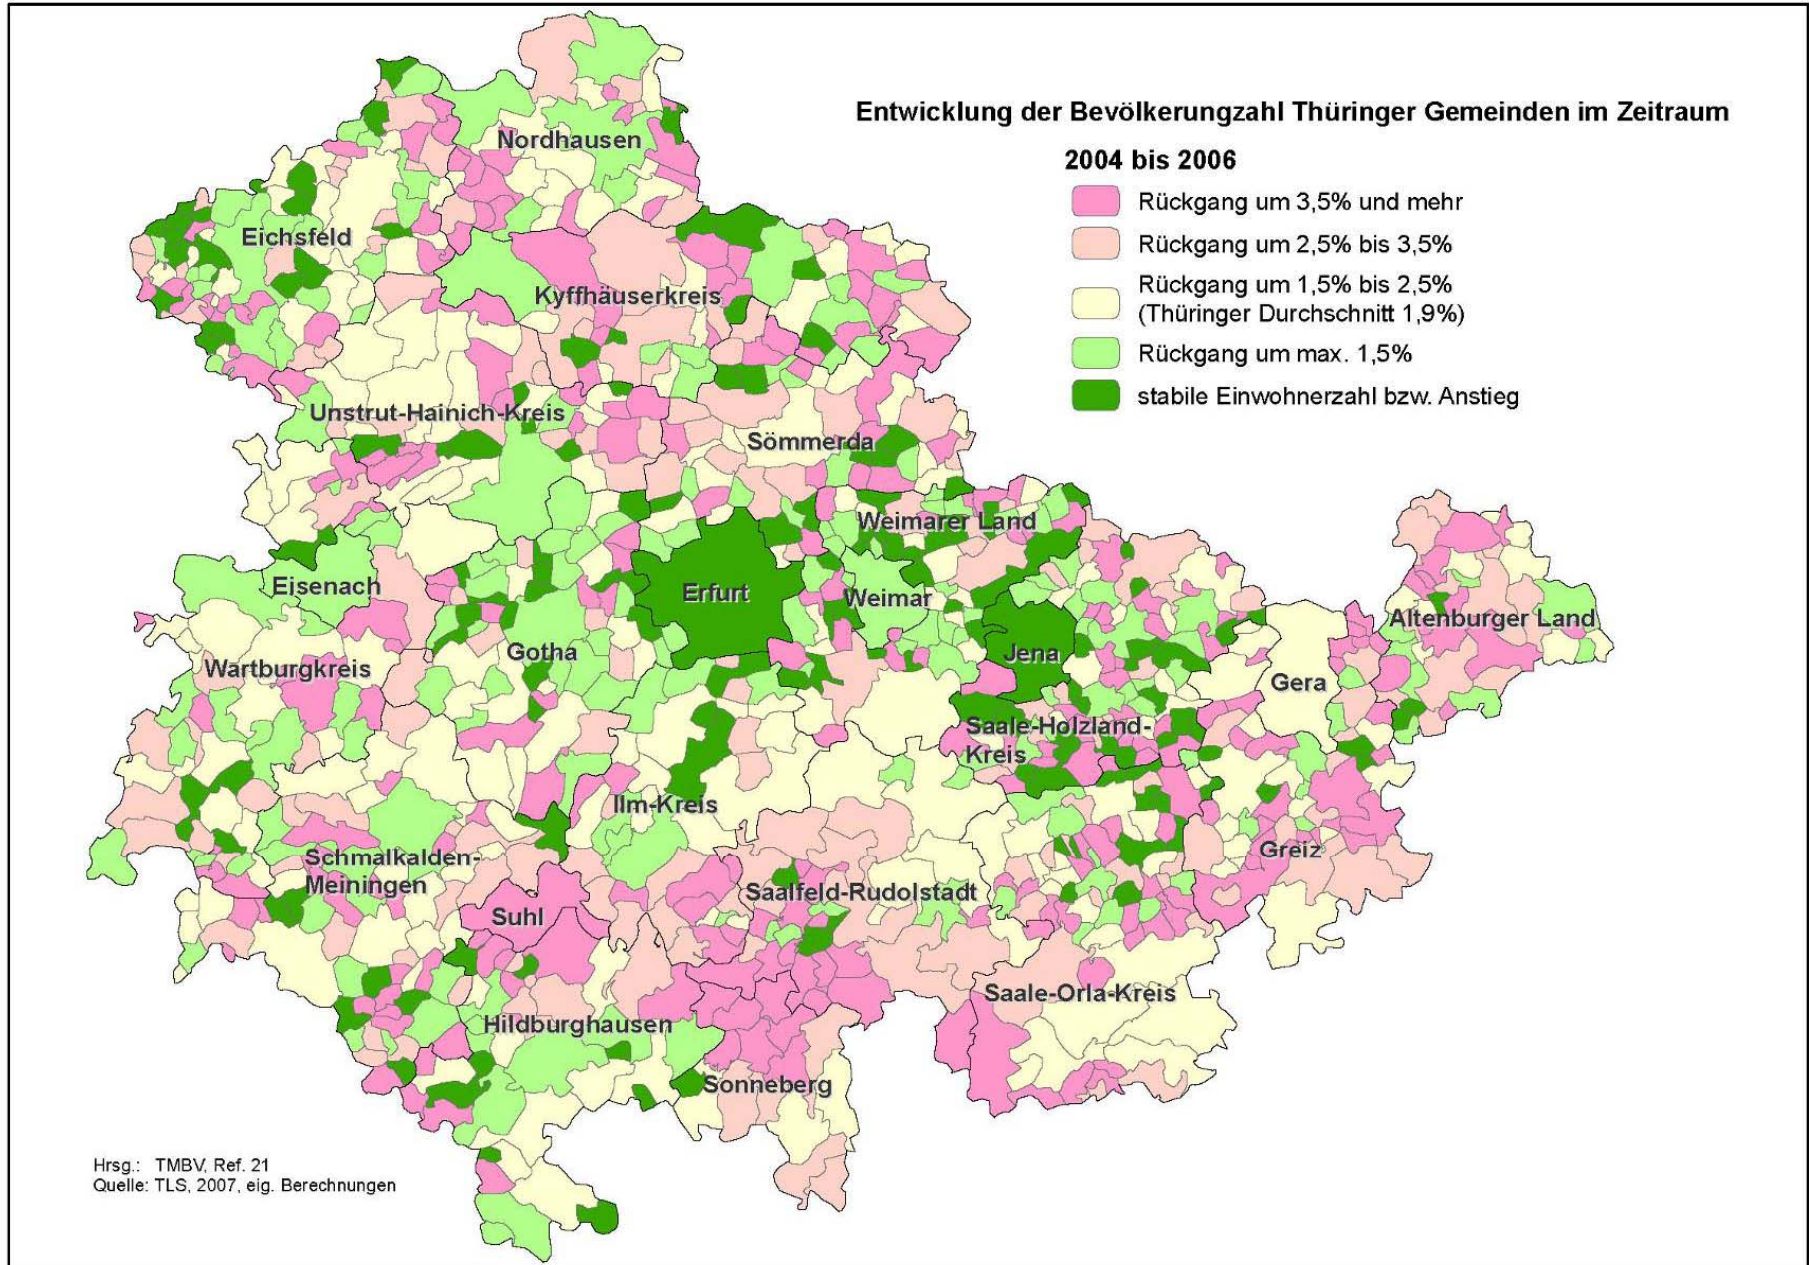 Entwicklung der Bevölkerungzahl Thüringer Gemeinden im Zeitraum
2004 bis 2006
Rückgang um 3,5% und mehr
Rückgang um 2,5% bis 3,5%
Rückgang um 1,5% bis 2,5%
(Thüringer Durchschnitt 1,9%)
Rückgang um max. 1,5%
stabile Einwohnerzahl bzw. Anstieg
Nordhausen
Eichsfeld
Kyffhäuserkreis
Unstrut-Hainich-Kreis
Sömmerda
Weimarer Land
Eisenach
Erfurt
Weimar
Altenburger Land
Gotha
Jena
Wartburgkreis
Gera
Saale-Holzland-
Kreis
Ilm-Kreis
Schmalkalden-
Meiningen
Greiz
Saalfeld-Rudolstadt
Suhl
Saale-Orla-Kreis
Hildburghausen
Sonneberg
Hrsg.: TMBV, Ref. 21
Quelle: TLS, 2007, eig. Berechnungen